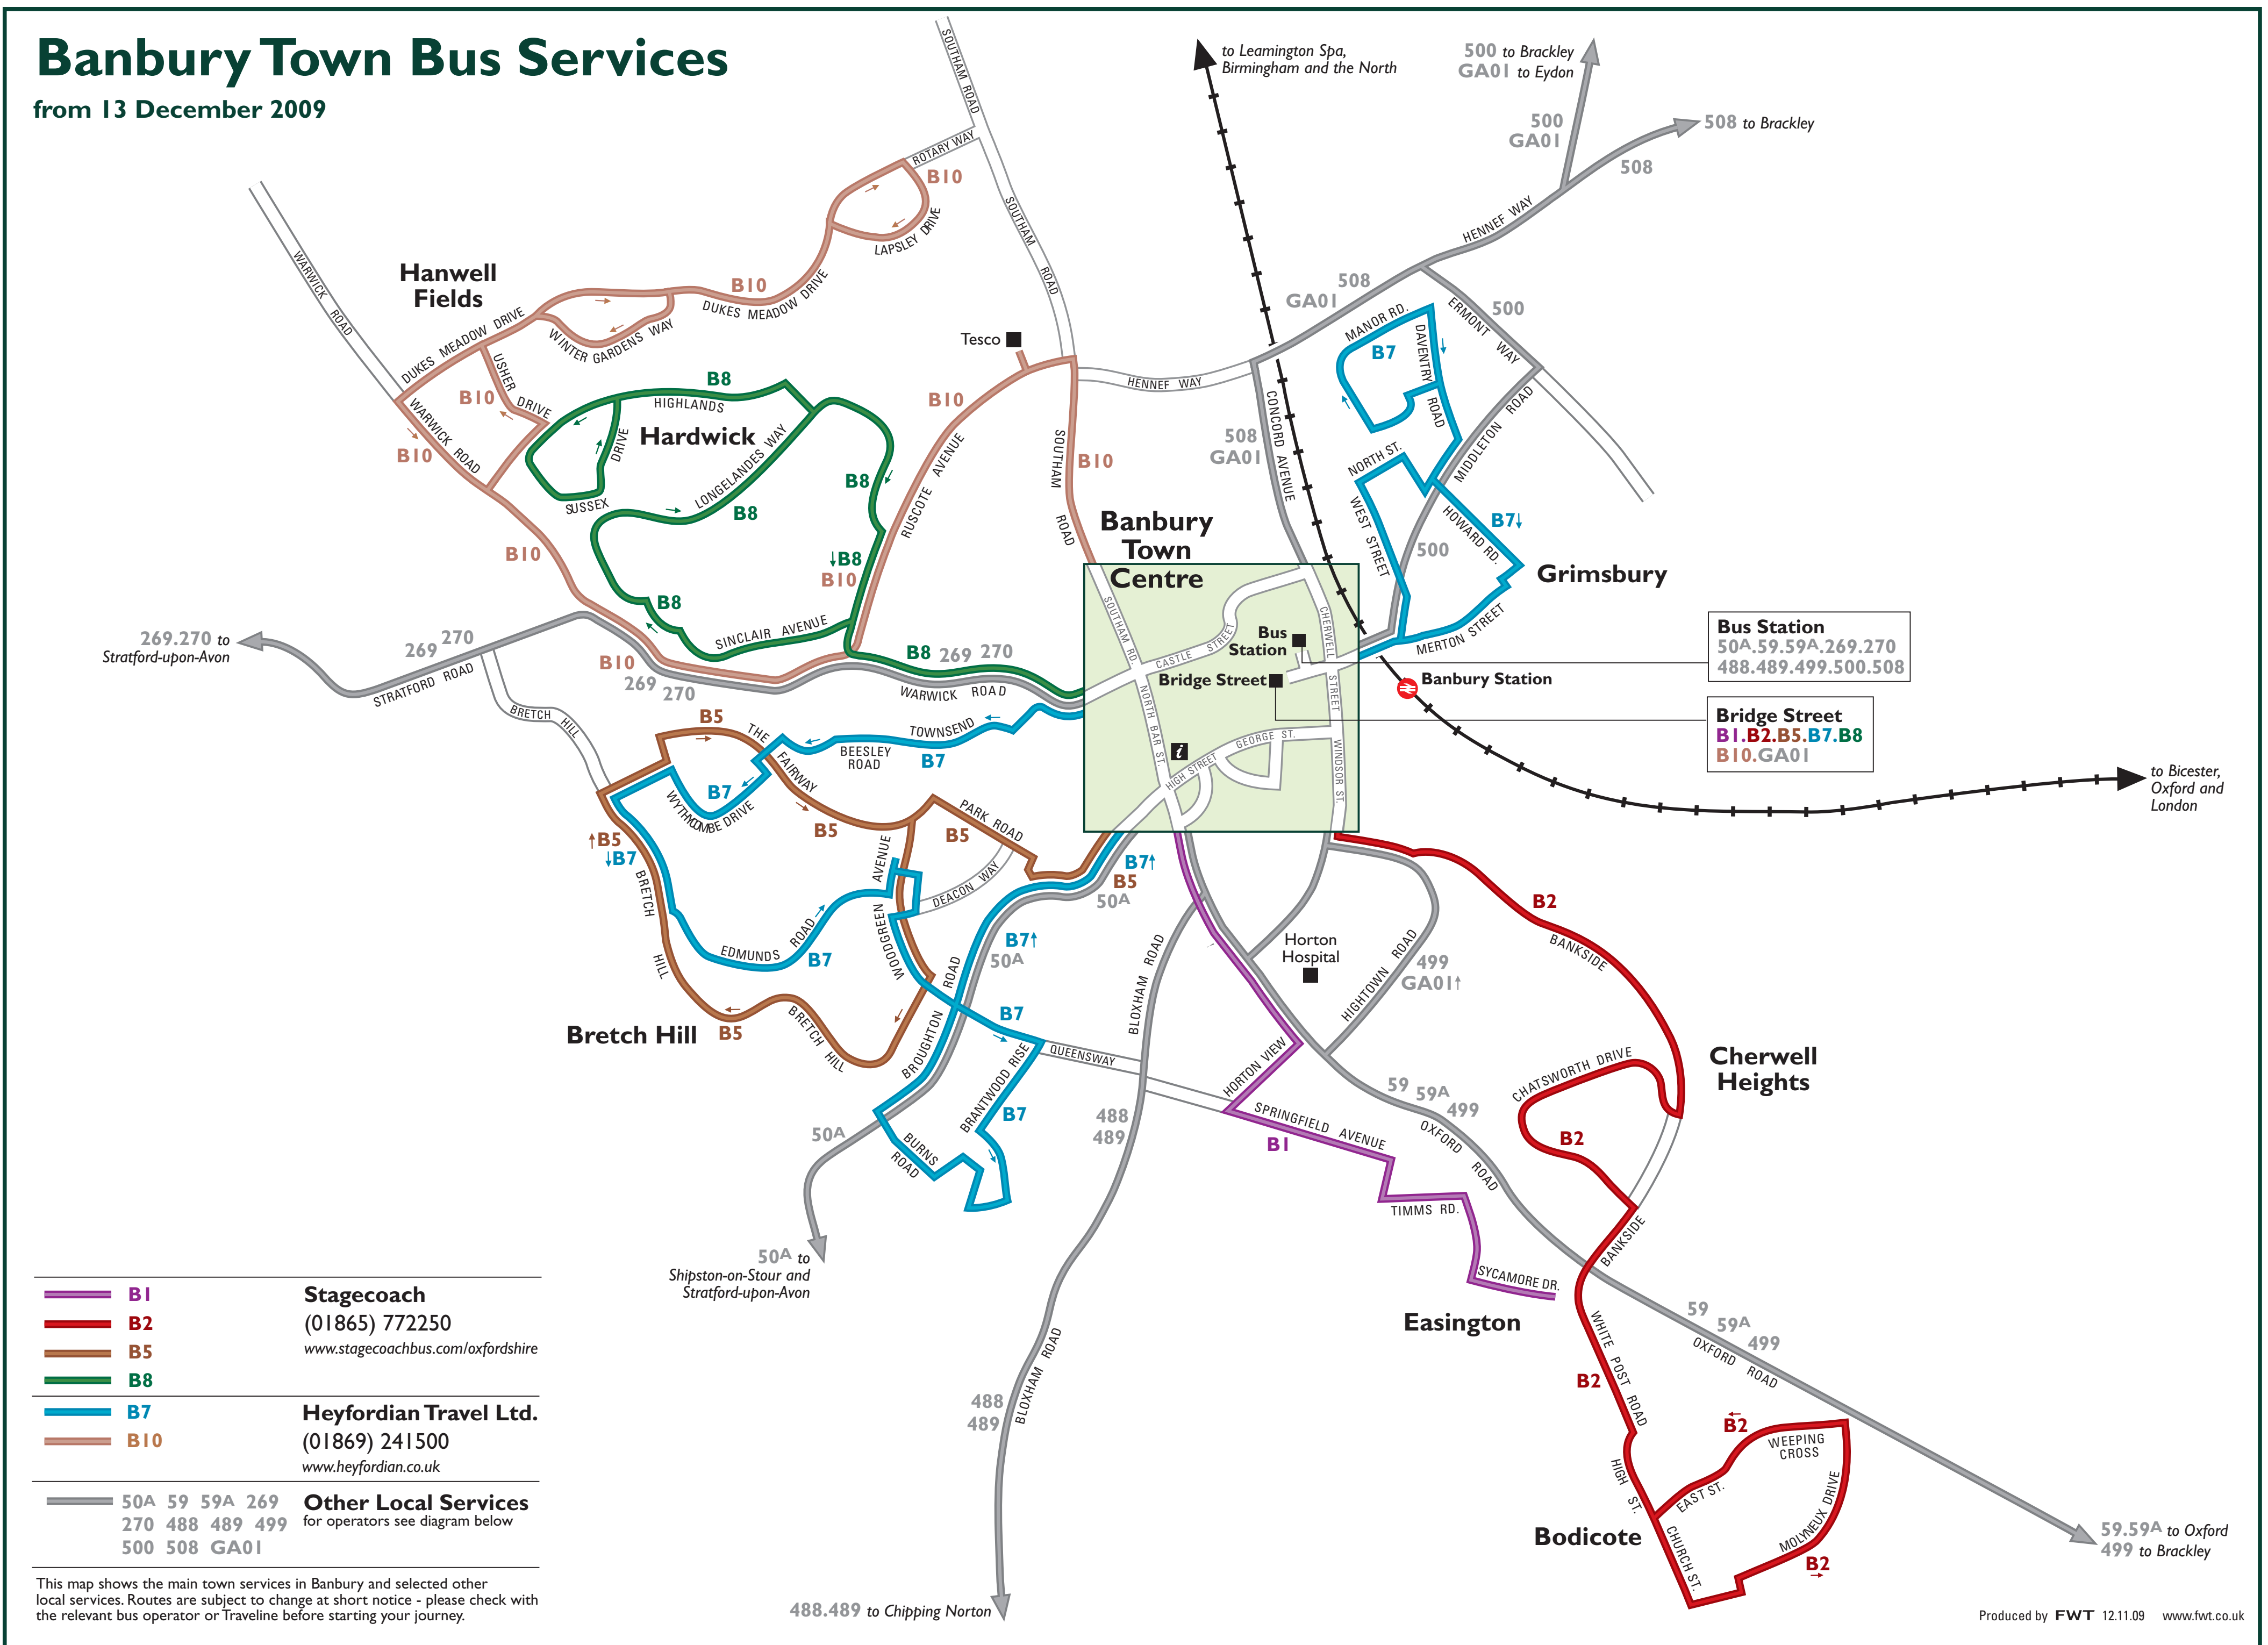 Banbury Town Bus Services
from 13 December 2009
to Leamington Spa,
Birmingham and the North
500 to Brackley
GA01 to Eydon
500
GA01
508 to Brackley
508
SOUTHAM ROAD
ROTARY WAY
B10
LAPSLEY DRIVE
SOUTHAM ROAD
HENNEF WAY
WARWICK ROAD
Hanwell
Fields
B10
DUKES MEADOW DRIVE
DUKES MEADOW DRIVE
WINTER GARDENS WAY
USHER DRIVE
B10
WARWICK ROAD
B10
B10
508
GA01
500
ERMONT WAY
MANOR RD.
B7
DAVENTRY ROAD
Tesco
HENNEF WAY
B8
HIGHLANDS
Hardwick
DRIVE
SUSSEX
LONGELANDES WAY
B8
B8
B10
RUSCOTE AVENUE
↓B8
B10
SOUTHAM ROAD
B10
CONCORD AVENUE
508
GA01
MIDDLETON ROAD
NORTH ST.
WEST STREET
HOWARD RD.
B7↓
500
Grimsbury
MERTON STREET
Banbury
Town
Centre
SOUTHAM RD.
CASTLE STREET
CHERWELL STREET
Bus
Station
Bridge Street
NORTH BAR ST.
GEORGE ST.
HIGH STREET
WINDSOR ST.
i
Banbury Station
Bus Station
50A.59.59A.269.270
488.489.499.500.508
Bridge Street
B1.B2.B5.B7.B8
B10.GA01
to Bicester,
Oxford and
London
269.270 to
Stratford-upon-Avon
269 270
STRATFORD ROAD
B8
SINCLAIR AVENUE
B10
269 270
B8 269 270
WARWICK ROAD
BRETCH HILL
B5
THE FAIRWAY
TOWNSEND
BEESLEY
ROAD
B7
B7
WYTHYCOMBE DRIVE
B5
PARK ROAD
B5
↑B5
↓B7
BRETCH HILL
WOODGREEN AVENUE
DEACON WAY
B7↑
B5
50A
EDMUNDS ROAD
B7
B7↑
50A
BROUGHTON ROAD
Bretch Hill
B5
BRETCH HILL
B7
QUEENSWAY
BRANTWOOD RISE
B7
BURNS
ROAD
50A
50A to
Shipston-on-Stour and
Stratford-upon-Avon
BLOXHAM ROAD
488
489
Horton
Hospital
HIGHTOWN ROAD
499
GA01↑
B2
BANKSIDE
Cherwell
Heights
CHATSWORTH DRIVE
B2
HORTON VIEW
SPRINGFIELD AVENUE
B1
59
59A
499
OXFORD ROAD
TIMMS RD.
SYCAMORE DR.
Easington
BANKSIDE
59
59A
499
OXFORD ROAD
WHITE POST ROAD
B2
B2
WEEPING
CROSS
HIGH ST.
EAST ST.
MOLYNEUX DRIVE
Bodicote
CHURCH ST.
B2
488
489
BLOXHAM ROAD
488.489 to Chipping Norton
59.59A to Oxford
499 to Brackley
B1
B2
B5
B8
Stagecoach
(01865) 772250
www.stagecoachbus.com/oxfordshire
B7
B10
Heyfordian Travel Ltd.
(01869) 241500
www.heyfordian.co.uk
50A 59 59A 269
270 488 489 499
500 508 GA01
Other Local Services
for operators see diagram below
This map shows the main town services in Banbury and selected other
local services. Routes are subject to change at short notice - please check with
the relevant bus operator or Traveline before starting your journey.
Produced by FWT 12.11.09 www.fwt.co.uk